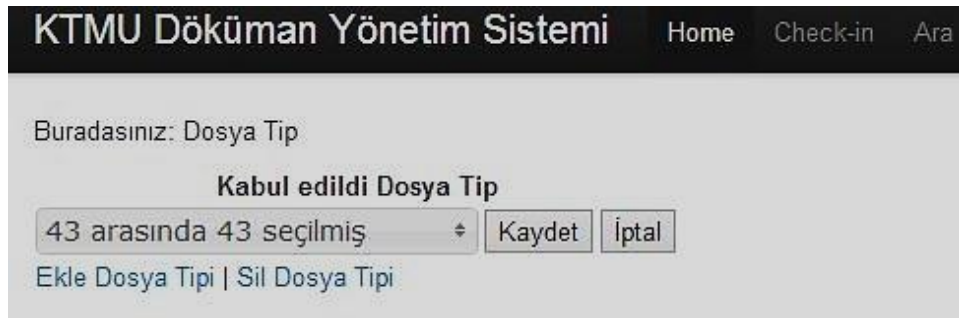 KTMU Döküman Yönetim Sistemi Home Check-in Ara
Buradasınız: Dosya Tip
Kabul edildi Dosya Tip
43 arasında 43 seçilmiş Kaydet İptal
Ekle Dosya Tipi | Sil Dosya Tipi